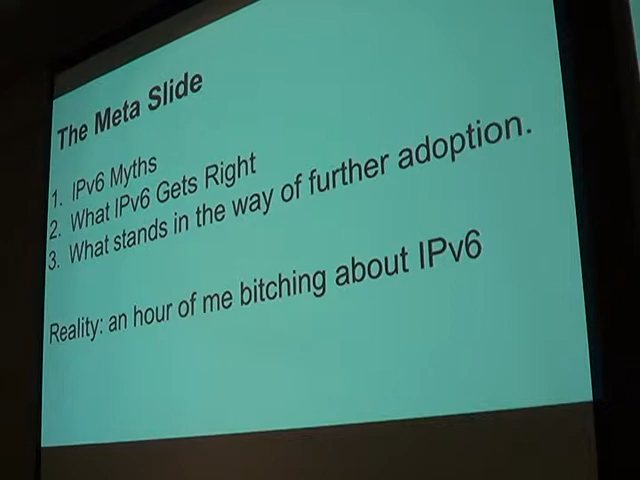 The Meta Slide
1. IPv6 Myths
2. What IPv6 Gets Right
3. What stands in the way of further adoption.
Reality: an hour of me bitching about IPv6